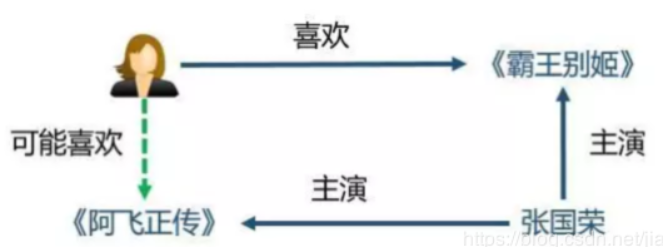 喜欢
《霸王别姬》
可能喜欢
主演
主演
《阿飞正传》
张国荣
https://blog.csdn.net/jia